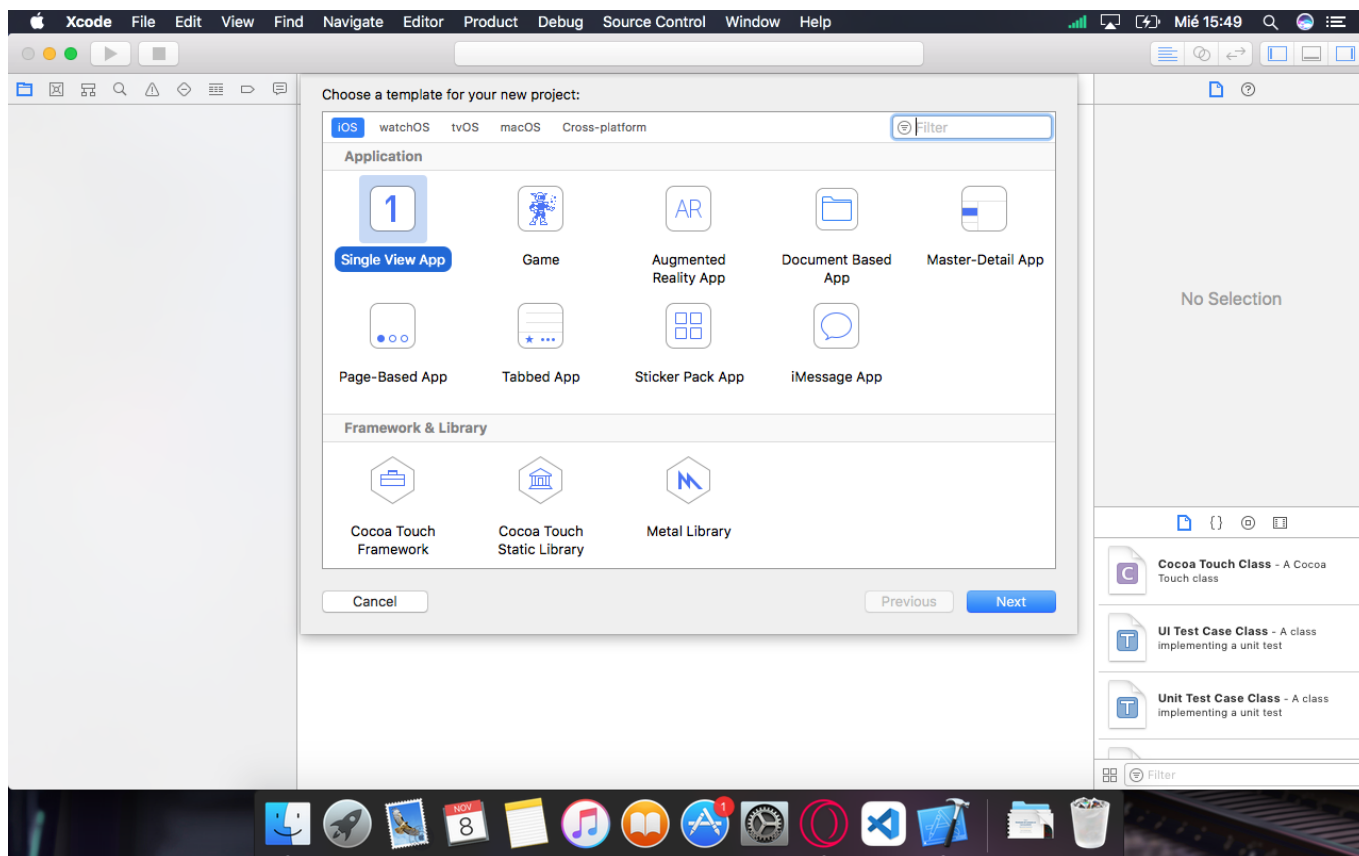 Xcode File Edit View Find Navigate Editor Product Debug Source Control Window Help Mié 15:49
Choose a template for your new project:
iOS watchOS tvOS macOS Cross-platform Filter
Application
1
AR
Single View App
Game
Augmented
Reality App
Document Based
App
Master-Detail App
Page-Based App
Tabbed App
Sticker Pack App
iMessage App
Framework & Library
Cocoa Touch
Framework
Cocoa Touch
Static Library
Metal Library
Cancel Previous Next
No Selection
{}
C
Cocoa Touch Class - A Cocoa
Touch class
T
UI Test Case Class - A class
implementing a unit test
T
Unit Test Case Class - A class
implementing a unit test
Filter
NOV
8
1